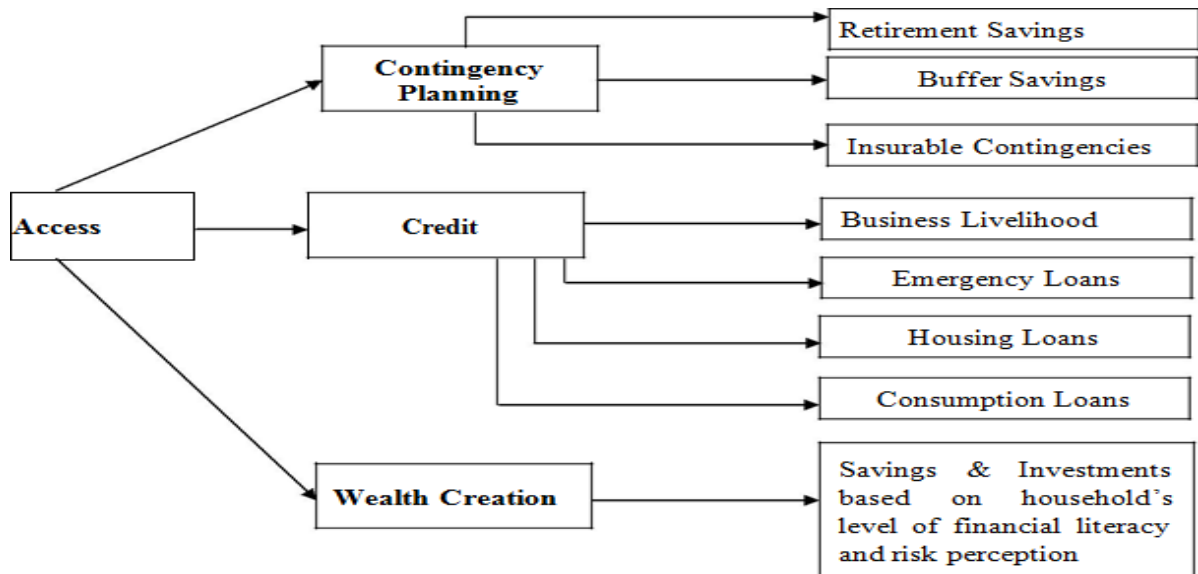 Retirement Savings
Contingency
Planning
Buffer Savings
Insurable Contingencies
Access
Credit
Business Livelihood
Emergency Loans
Housing Loans
Consumption Loans
Wealth Creation
Savings & Investments
based on household's
level of financial literacy
and risk perception